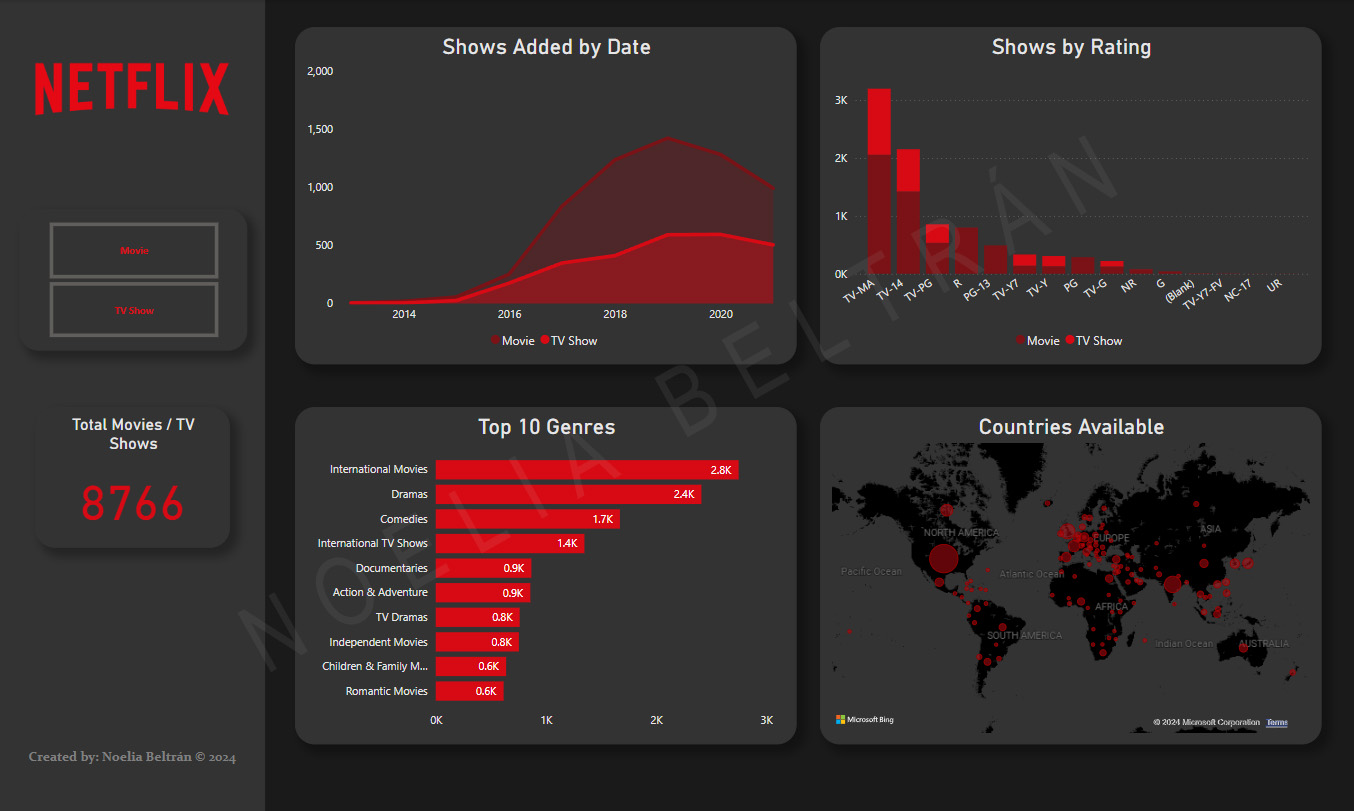 NETFLIX
Movie
TV Show
Total Movies / TV
Shows
8766
Created by: Noelia Beltrán © 2024
Shows Added by Date
2,000
1,500
1,000
500
0
2014 2016 2018 2020
Movie TV Show
Shows by Rating
3K
2K
1K
0K
TV-MA TV-14 TV-PG R PG-13 TV-Y7 TV-Y PG TV-G NR G (Blank) TV-Y7-FV NC-17 UR
Movie TV Show
Top 10 Genres
International Movies 2.8K
Dramas 2.4K
Comedies 1.7K
International TV Shows 1.4K
Documentaries 0.9K
Action & Adventure 0.9K
TV Dramas 0.8K
Independent Movies 0.8K
Children & Family M... 0.6K
Romantic Movies 0.6K
0K 1K 2K 3K
Countries Available
ASIA
NORTH AMERICA
EUROPE
Pacific Ocean
Atlantic Ocean
AFRICA
SOUTH AMERICA
Indian Ocean
AUSTRALIA
Microsoft Bing
© 2024 Microsoft Corporation Terms
NOELIA BELTRÁN